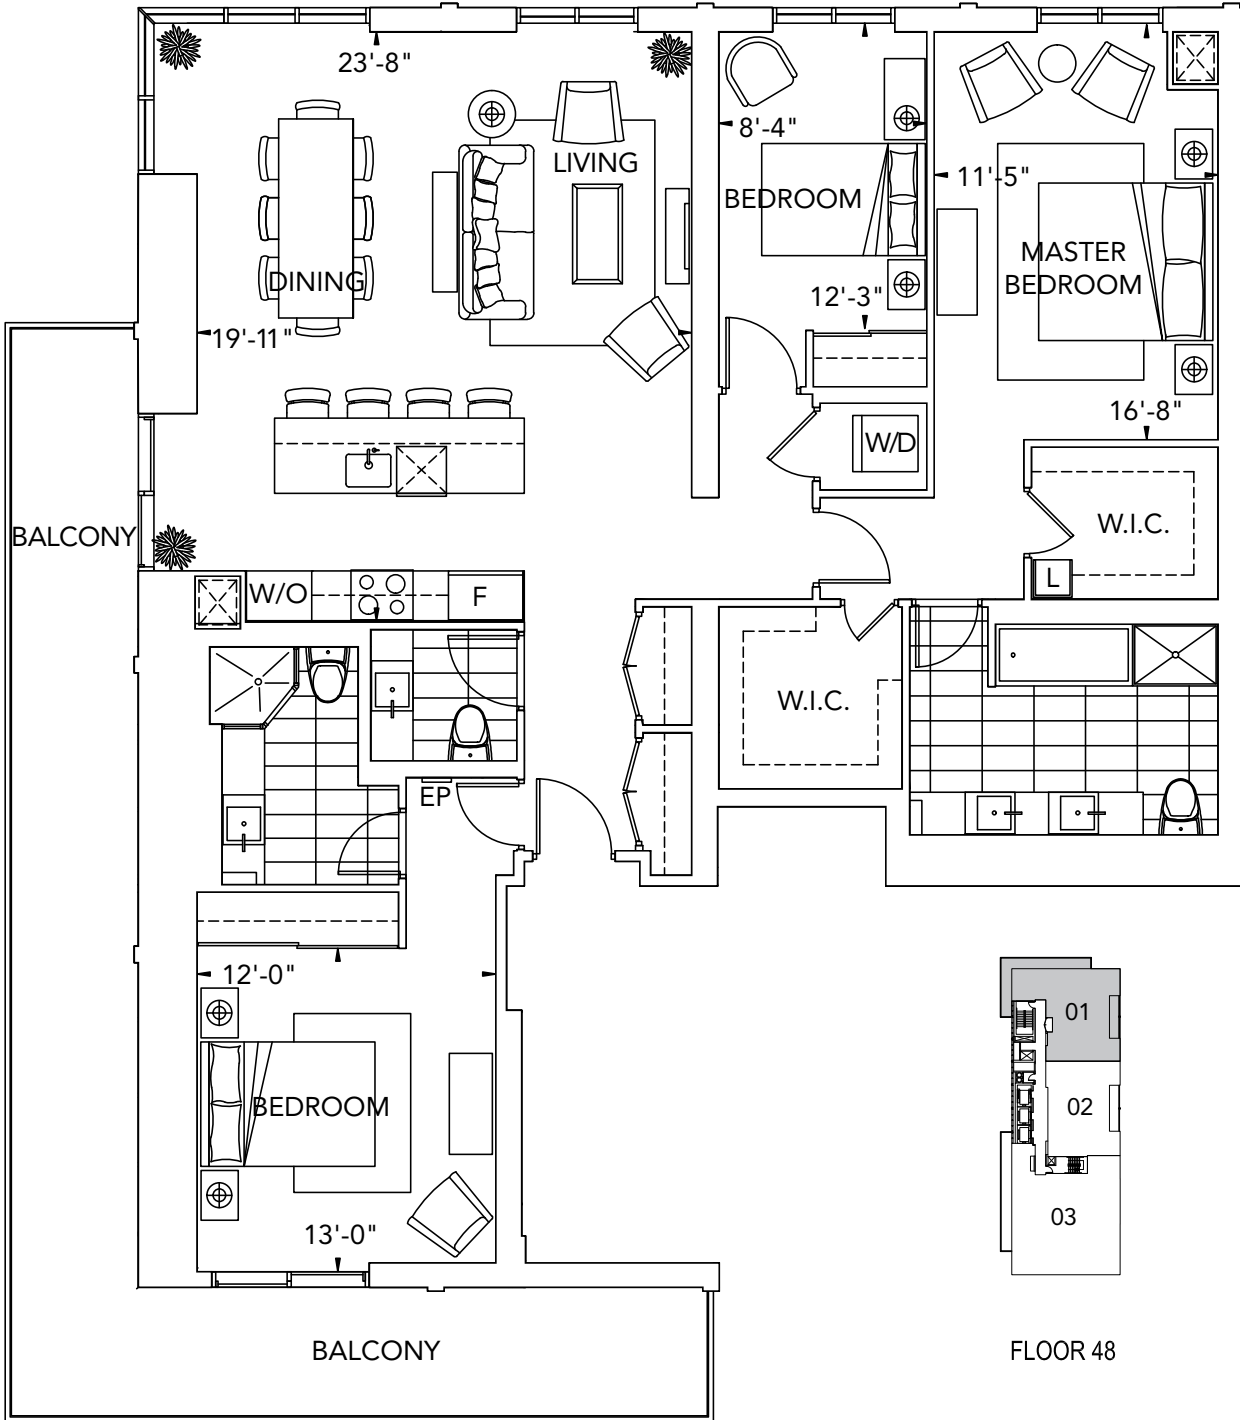 23'-8"
LIVING
8'-4"
BEDROOM
11'-5"
MASTER
BEDROOM
DINING
12'-3"
19'-11"
16'-8"
W/D
W.I.C.
BALCONY
L
W/O
F
W.I.C.
EP
12'-0"
01
BEDROOM
02
03
13'-0"
BALCONY
FLOOR 48